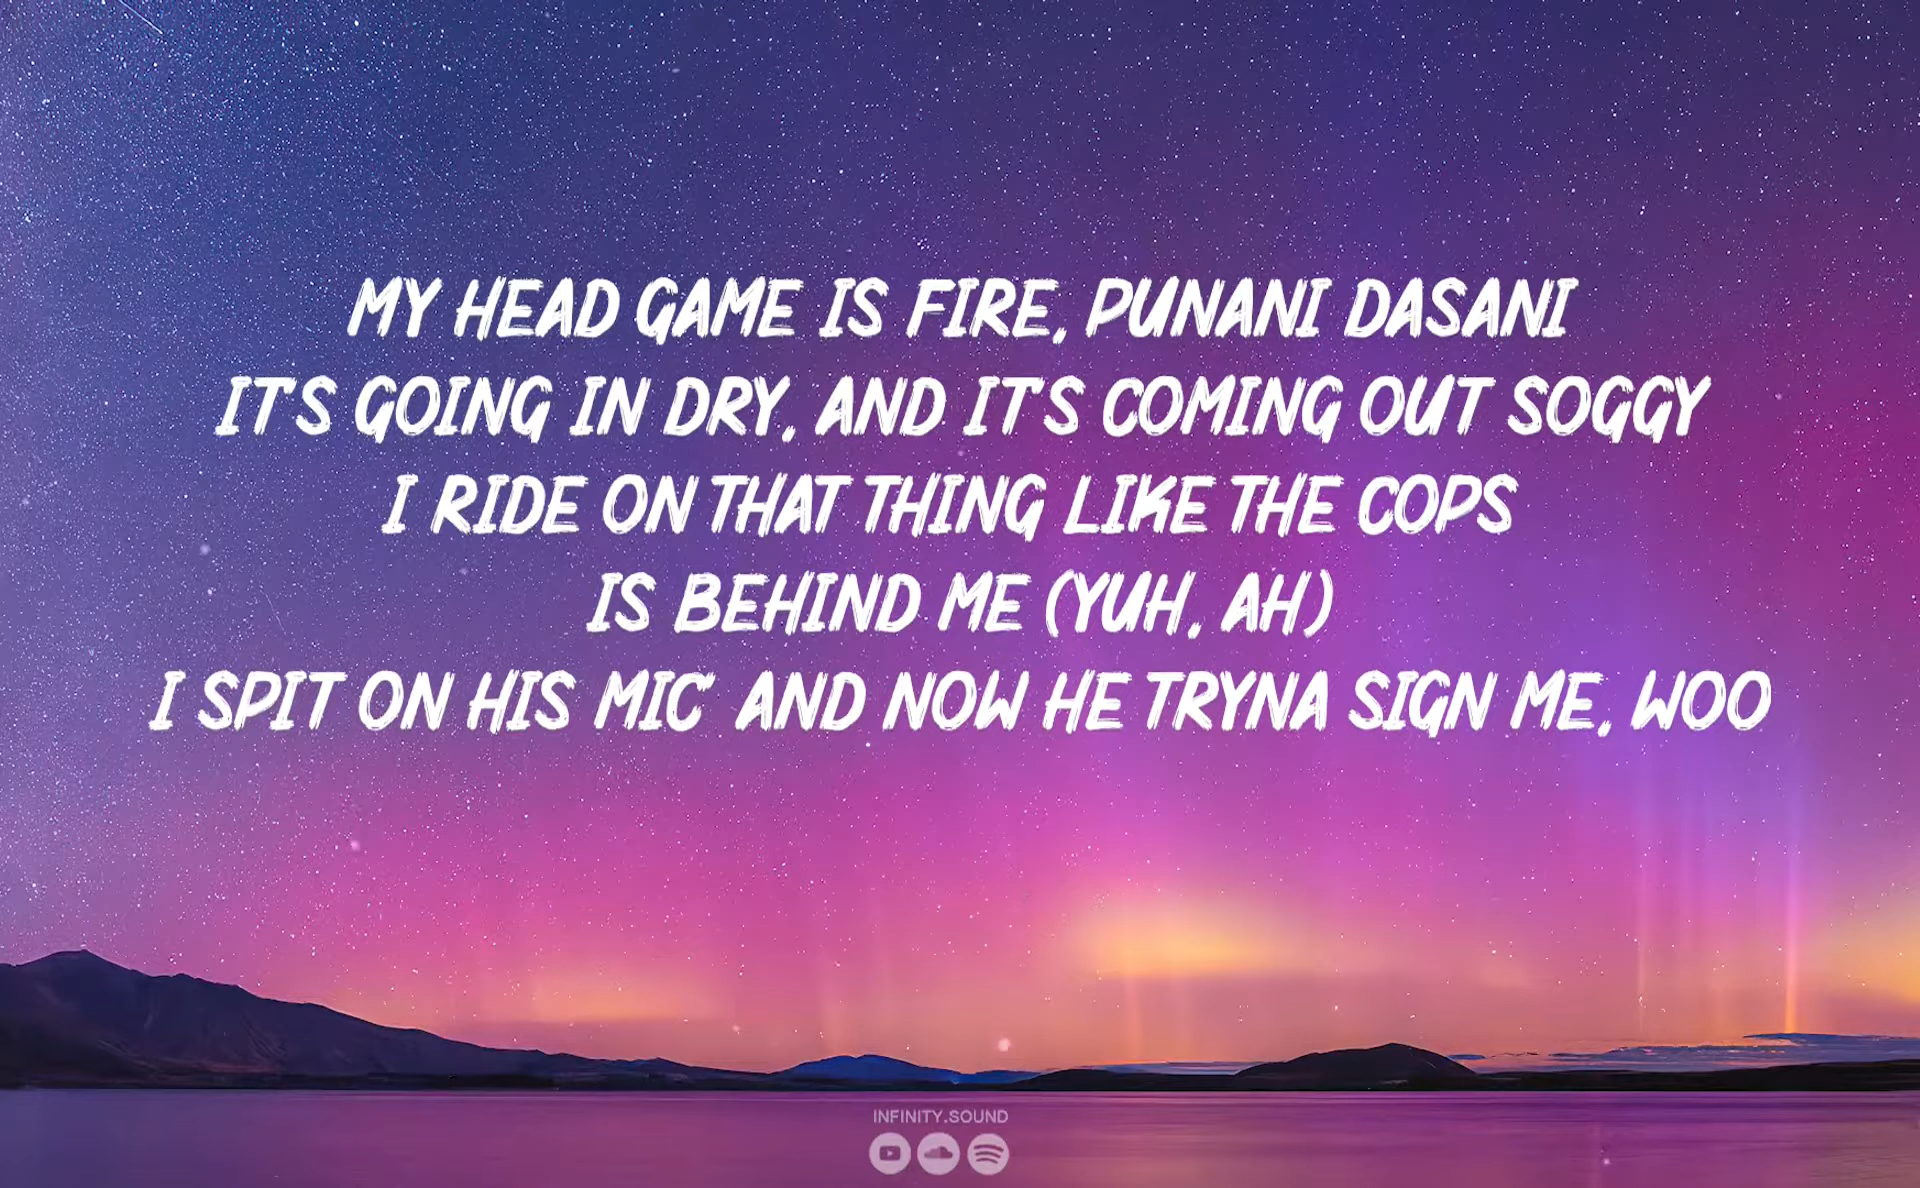 MY HEAD GAME IS FIRE, PUNANI DASANI
IT'S GOING IN DRY, AND IT'S COMING OUT SOGGY
I RIDE ON THAT THING LIKE THE COPS
IS BEHIND ME (YUH, AH)
I SPIT ON HIS MIC' AND NOW HE TRYNA SIGN ME, WOO
INFINITY.SOUND